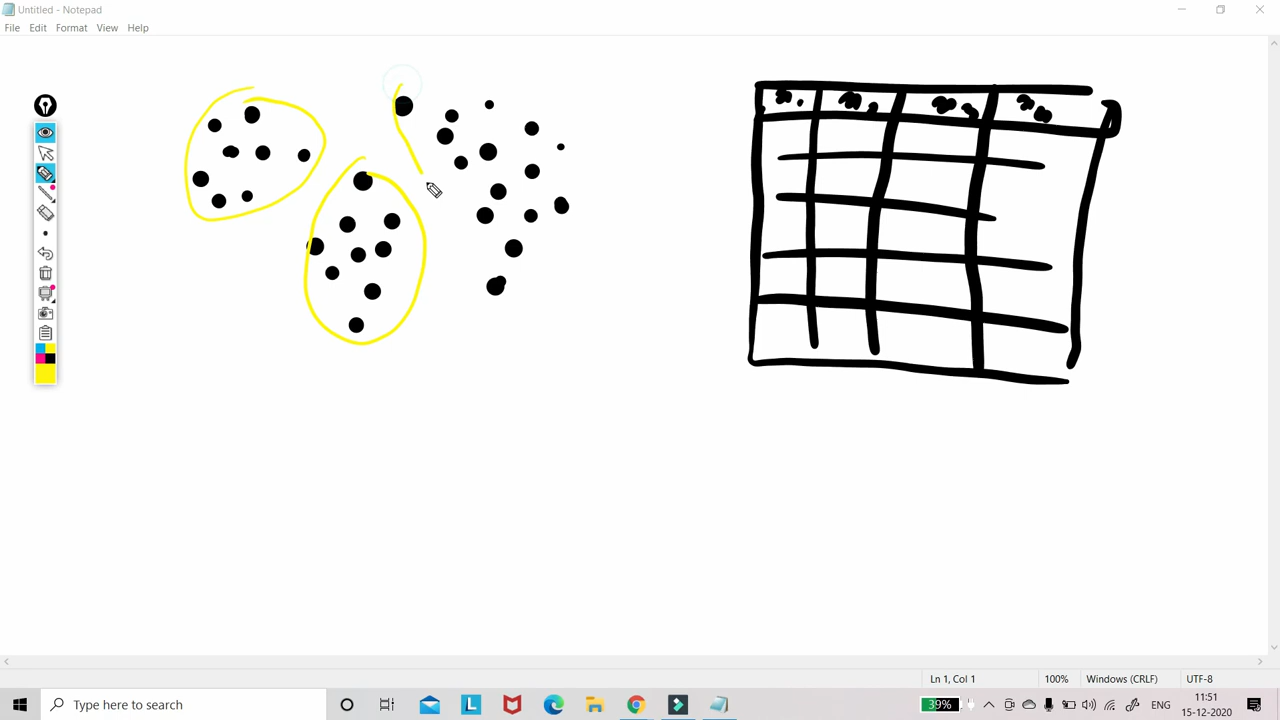 Untitled - Notepad
File Edit Format View Help
Ln 1, Col 1 100% Windows (CRLF) UTF-8
Type here to search
39%
ENG
11:51
15-12-2020